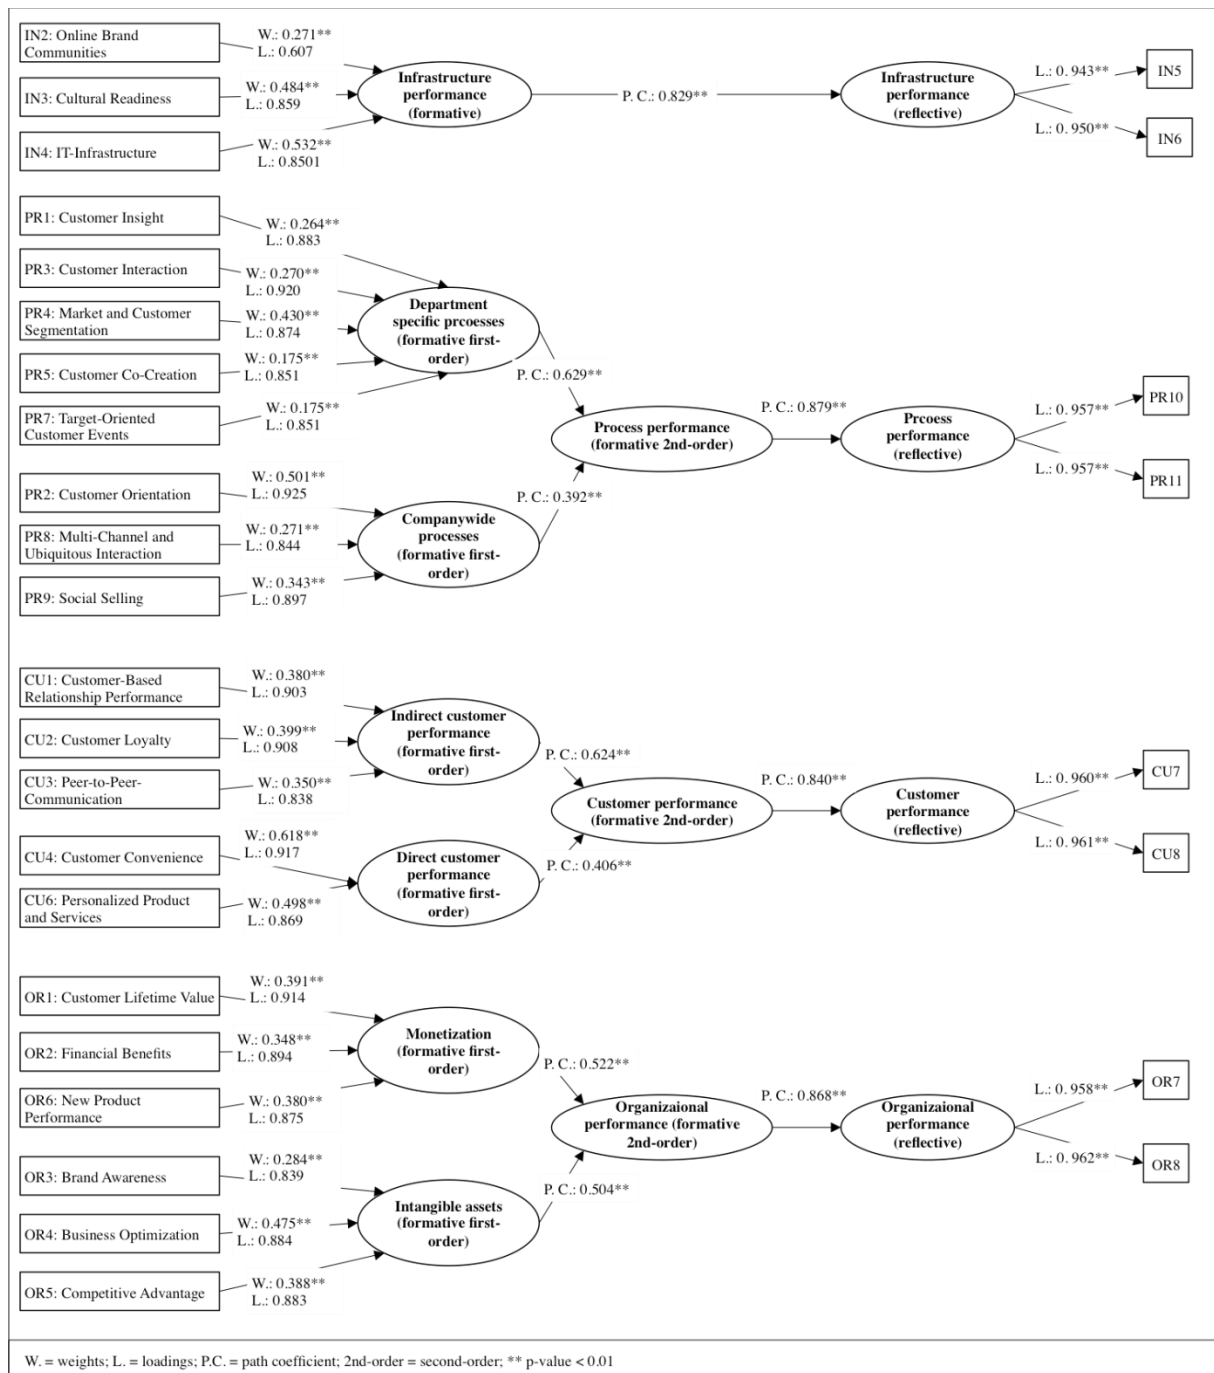 IN2: Online Brand
Communities
W.: 0.271**
L.: 0.607
IN3: Cultural Readiness
W.: 0.484**
L.: 0.859
IN4: IT-Infrastructure
W.: 0.532**
L.: 0.8501
Infrastructure
performance
(formative)
P. C.: 0.829**
Infrastructure
performance
(reflective)
L.: 0. 943**
IN5
L.: 0. 950**
IN6
PR1: Customer Insight
W.: 0.264**
L.: 0.883
PR3: Customer Interaction
W.: 0.270**
L.: 0.920
PR4: Market and Customer
Segmentation
W.: 0.430**
L.: 0.874
PR5: Customer Co-Creation
W.: 0.175**
L.: 0.851
PR7: Target-Oriented
Customer Events
W.: 0.175**
L.: 0.851
Department
specific prcoesses
(formative first-
order)
P. C.: 0.629**
PR2: Customer Orientation
W.: 0.501**
L.: 0.925
PR8: Multi-Channel and
Ubiquitous Interaction
W.: 0.271**
L.: 0.844
PR9: Social Selling
W.: 0.343**
L.: 0.897
Companywide
processes
(formative first-
order)
P. C.: 0.392**
Process performance
(formative 2nd-order)
P. C.: 0.879**
Prcoess
performance
(reflective)
L.: 0. 957**
PR10
L.: 0. 957**
PR11
CU1: Customer-Based
Relationship Performance
W.: 0.380**
L.: 0.903
CU2: Customer Loyalty
W.: 0.399**
L.: 0.908
CU3: Peer-to-Peer-
Communication
W.: 0.350**
L.: 0.838
Indirect customer
performance
(formative first-
order)
P. C.: 0.624**
CU4: Customer Convenience
W.: 0.618**
L.: 0.917
CU6: Personalized Product
and Services
W.: 0.498**
L.: 0.869
Direct customer
performance
(formative first-
order)
P. C.: 0.406**
Customer performance
(formative 2nd-order)
P. C.: 0.840**
Customer
performance
(reflective)
L.: 0. 960**
CU7
L.: 0. 961**
CU8
OR1: Customer Lifetime Value
W.: 0.391**
L.: 0.914
OR2: Financial Benefits
W.: 0.348**
L.: 0.894
OR6: New Product
Performance
W.: 0.380**
L.: 0.875
Monetization
(formative first-
order)
P. C.: 0.522**
OR3: Brand Awareness
W.: 0.284**
L.: 0.839
OR4: Business Optimization
W.: 0.475**
L.: 0.884
OR5: Competitive Advantage
W.: 0.388**
L.: 0.883
Intangible assets
(formative first-
order)
P. C.: 0.504**
Organizaional
performance (formative
2nd-order)
P. C.: 0.868**
Organizaional
performance
(reflective)
L.: 0. 958**
OR7
L.: 0. 962**
OR8
W. = weights; L. = loadings; P.C. = path coefficient; 2nd-order = second-order; ** p-value < 0.01